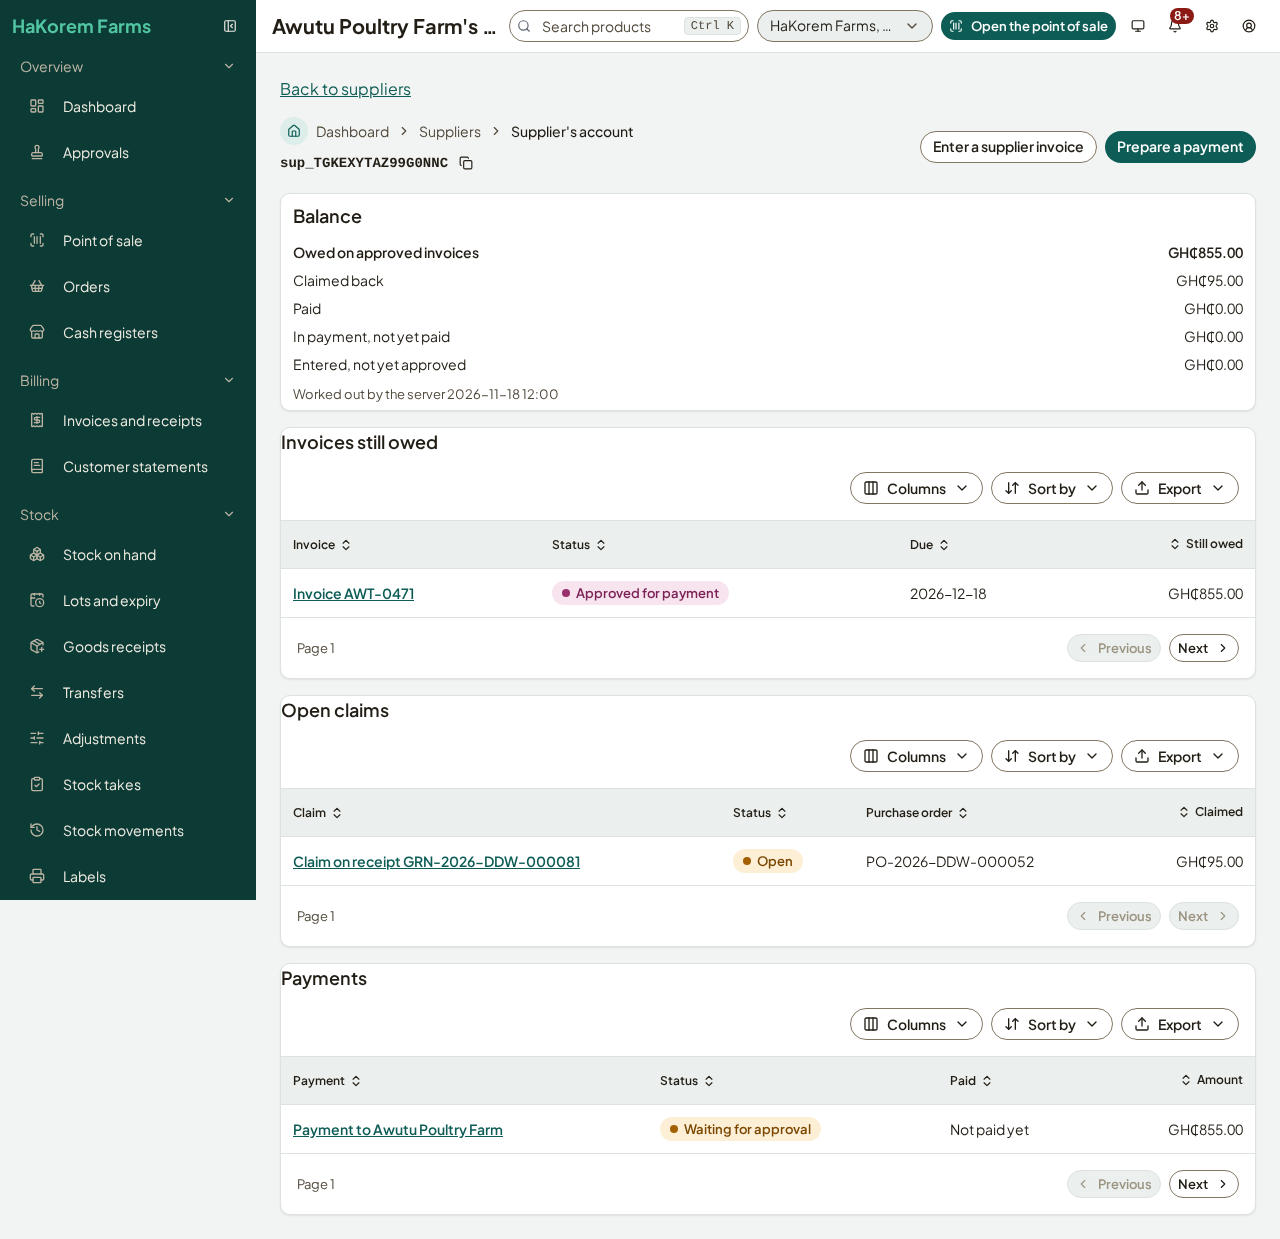 HaKorem Farms
Awutu Poultry Farm's ...
Search products
Ctrl K
HaKorem Farms, ...
Open the point of sale
8+
Overview
Dashboard
Approvals
Selling
Point of sale
Orders
Cash registers
Billing
Invoices and receipts
Customer statements
Stock
Stock on hand
Lots and expiry
Goods receipts
Transfers
Adjustments
Stock takes
Stock movements
Labels
Back to suppliers
Dashboard
Suppliers
Supplier's account
sup_TGKEXYTAZ99G0NNC
Enter a supplier invoice
Prepare a payment
Balance
Owed on approved invoices GH₵855.00
Claimed back GH₵95.00
Paid GH₵0.00
In payment, not yet paid GH₵0.00
Entered, not yet approved GH₵0.00
Worked out by the server 2026-11-18 12:00
Invoices still owed
Columns Sort by Export
Invoice Status Due Still owed
Invoice AWT-0471 Approved for payment 2026-12-18 GH₵855.00
Page 1 Previous Next
Open claims
Columns Sort by Export
Claim Status Purchase order Claimed
Claim on receipt GRN-2026-DDW-000081 Open PO-2026-DDW-000052 GH₵95.00
Page 1 Previous Next
Payments
Columns Sort by Export
Payment Status Paid Amount
Payment to Awutu Poultry Farm Waiting for approval Not paid yet GH₵855.00
Page 1 Previous Next